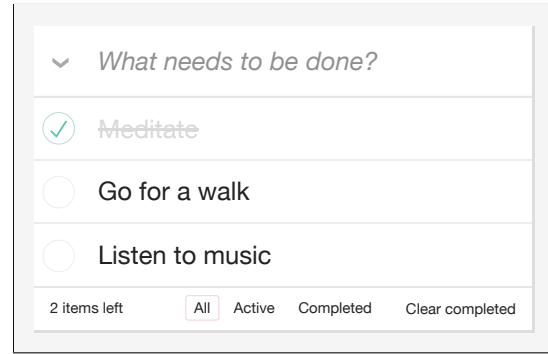 What needs to be done?
Meditate
Go for a walk
Listen to music
2 items left All Active Completed Clear completed